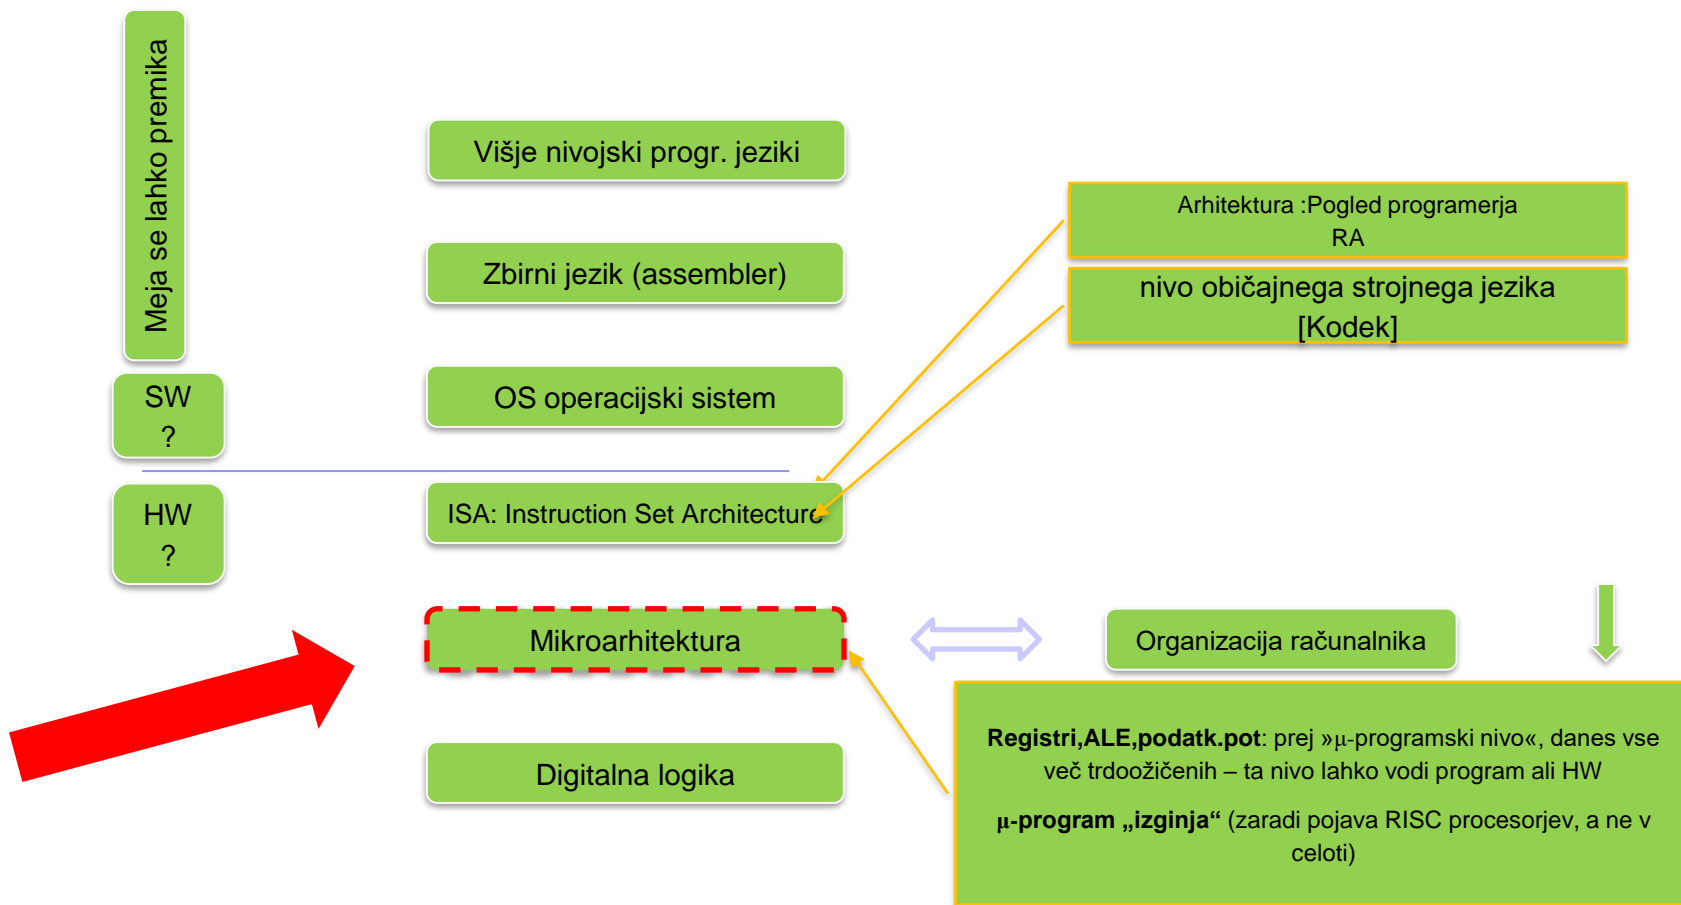 Meja se lahko premika
Višje nivojski progr. jeziki
Arhitektura :Pogled programerja
RA
Zbirni jezik (assembler)
nivo običajnega strojnega jezika
[Kodek]
SW
?
OS operacijski sistem
HW
?
ISA: Instruction Set Architecture
Mikroarhitektura
Organizacija računalnika
Digitalna logika
Registri,ALE,podatk.pot: prej »μ-programski nivo«, danes vse
več trdoožičenih – ta nivo lahko vodi program ali HW
μ-program „izginja“ (zaradi pojava RISC procesorjev, a ne v
celoti)